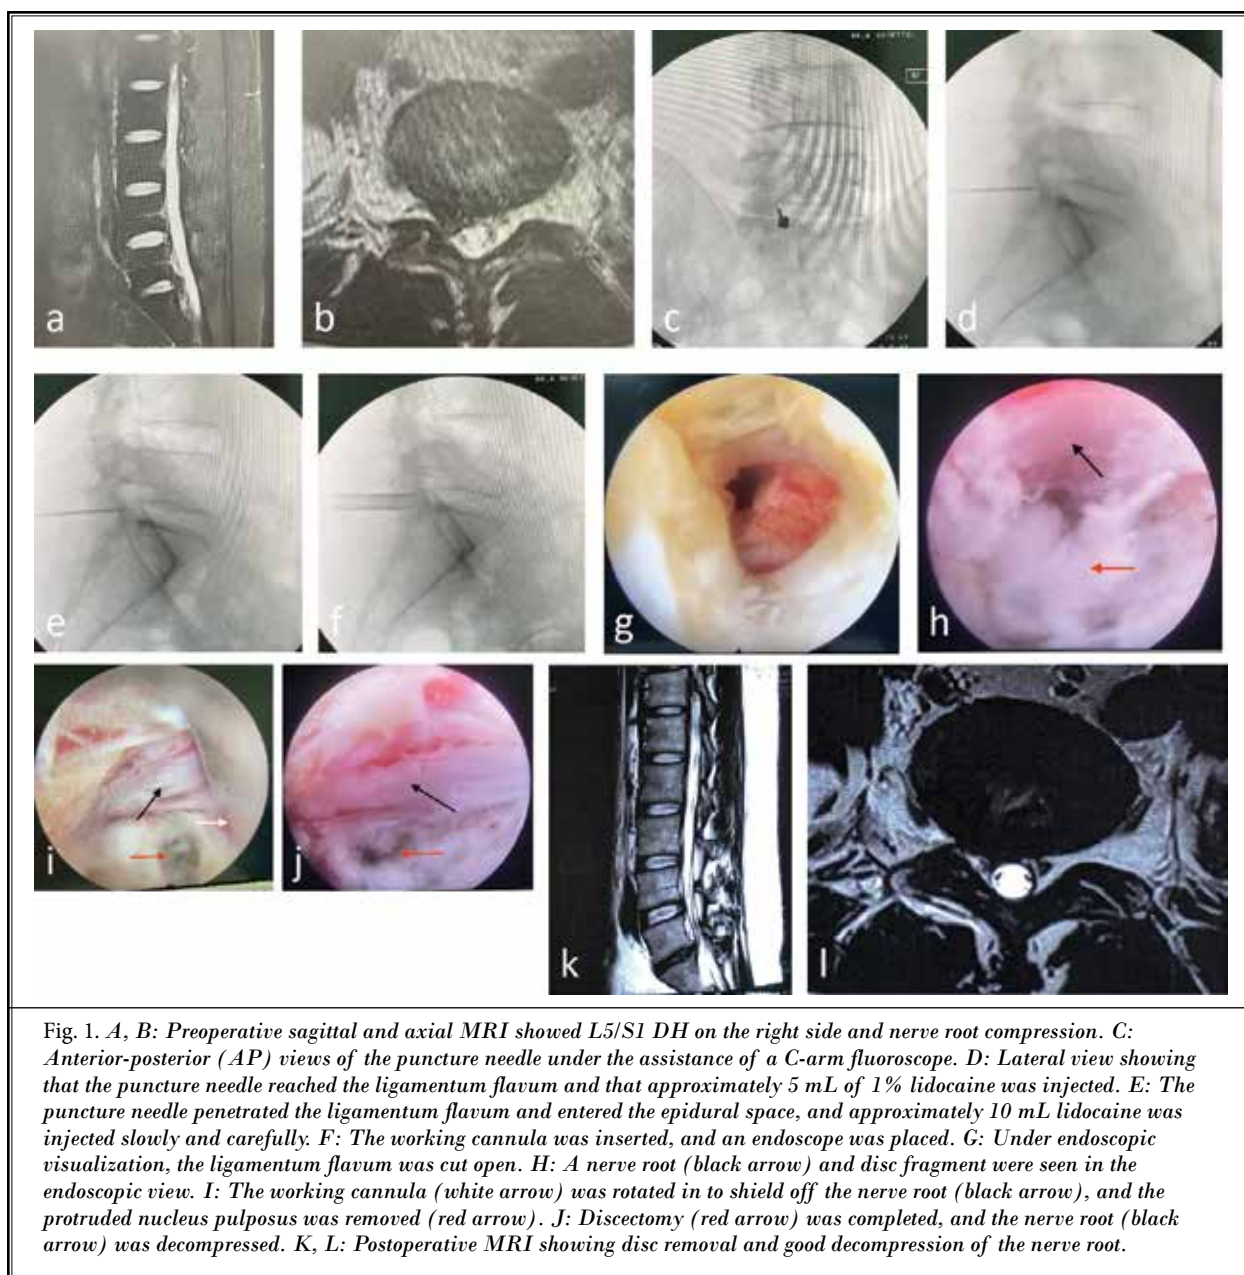 a
b
c
d
e
f
g
h
i
j
k
l
Fig. 1. A, B: Preoperative sagittal and axial MRI showed L5/S1 DH on the right side and nerve root compression. C:
Anterior-posterior (AP) views of the puncture needle under the assistance of a C-arm fluoroscope. D: Lateral view showing
that the puncture needle reached the ligamentum flavum and that approximately 5 mL of 1% lidocaine was injected. E: The
puncture needle penetrated the ligamentum flavum and entered the epidural space, and approximately 10 mL lidocaine was
injected slowly and carefully. F: The working cannula was inserted, and an endoscope was placed. G: Under endoscopic
visualization, the ligamentum flavum was cut open. H: A nerve root (black arrow) and disc fragment were seen in the
endoscopic view. I: The working cannula (white arrow) was rotated in to shield off the nerve root (black arrow), and the
protruded nucleus pulposus was removed (red arrow). J: Discectomy (red arrow) was completed, and the nerve root (black
arrow) was decompressed. K, L: Postoperative MRI showing disc removal and good decompression of the nerve root.